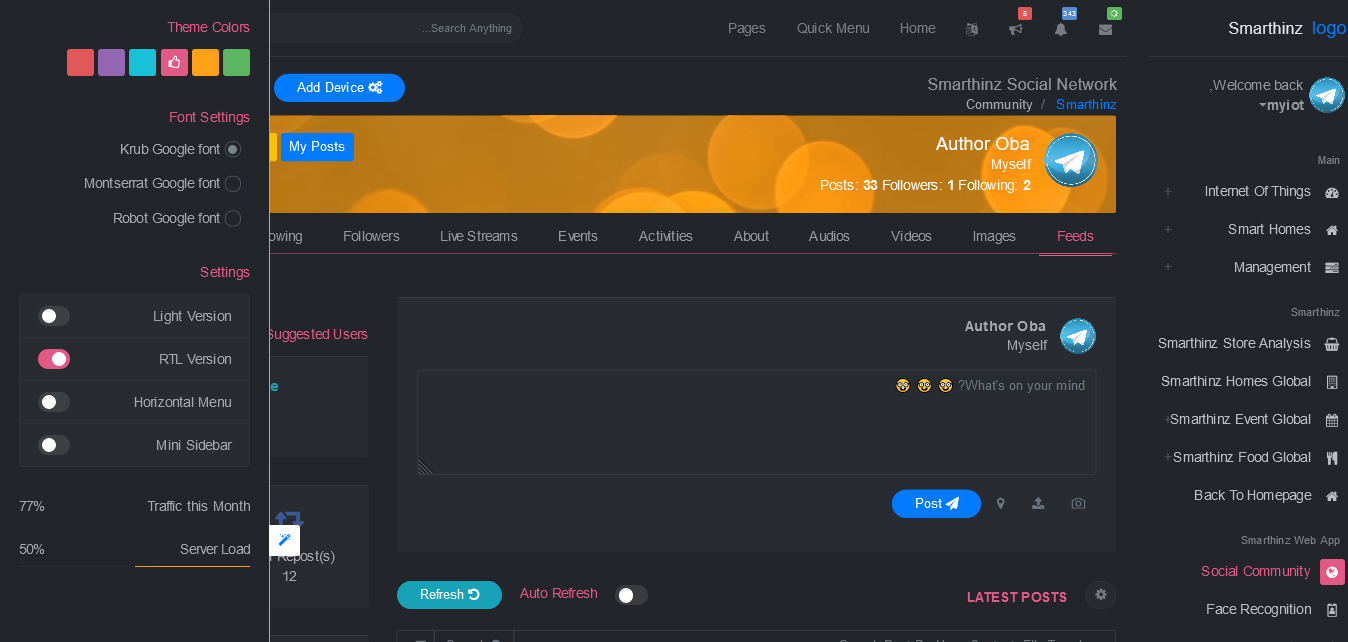 Theme Colors
Font Settings
Krub Google font
Montserrat Google font
Robot Google font
Settings
Light Version
RTL Version
Horizontal Menu
Mini Sidebar
77% Traffic this Month
50% Server Load
...Search Anything
Pages Quick Menu Home 5 343
Add Device
Smarthinz Social Network
Community / Smarthinz
My Posts
Author Oba
Myself
Posts: 33 Followers: 1 Following: 2
owing Followers Live Streams Events Activities About Audios Videos Images Feeds
Suggested Users
e
Repost(s)
12
Author Oba
Myself
?What's on your mind
Post
Refresh
Auto Refresh
LATEST POSTS
Smarthinz logo
,Welcome back
myiot
Main
+ Internet Of Things
+ Smart Homes
+ Management
Smarthinz
Smarthinz Store Analysis
Smarthinz Homes Global
+Smarthinz Event Global
+Smarthinz Food Global
Back To Homepage
Smarthinz Web App
Social Community
Face Recognition